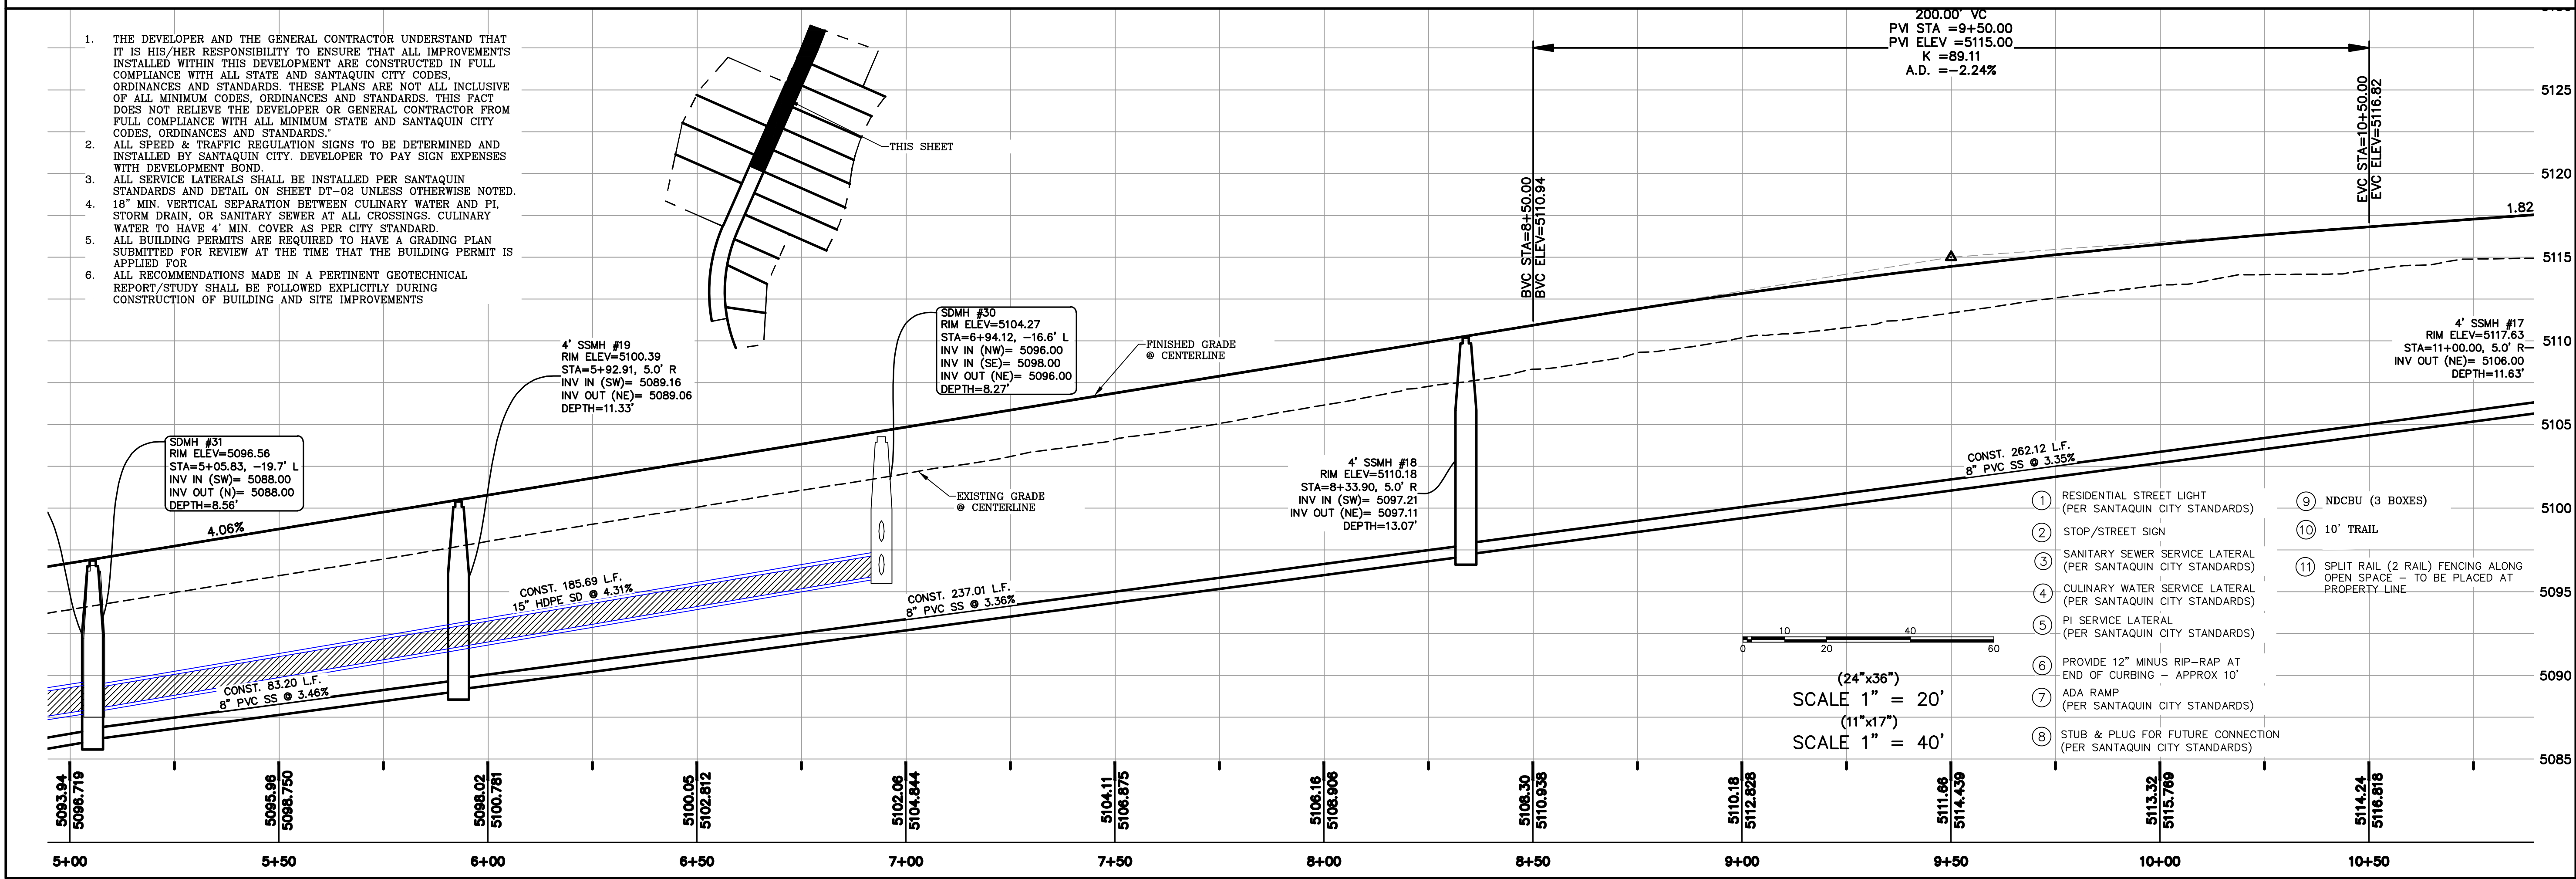 1. THE DEVELOPER AND THE GENERAL CONTRACTOR UNDERSTAND THAT
IT IS HIS/HER RESPONSIBILITY TO ENSURE THAT ALL IMPROVEMENTS
INSTALLED WITHIN THIS DEVELOPMENT ARE CONSTRUCTED IN FULL
COMPLIANCE WITH ALL STATE AND SANTAQUIN CITY CODES,
ORDINANCES AND STANDARDS. THESE PLANS ARE NOT ALL INCLUSIVE
OF ALL MINIMUM CODES, ORDINANCES AND STANDARDS. THIS FACT
DOES NOT RELIEVE THE DEVELOPER OR GENERAL CONTRACTOR FROM
FULL COMPLIANCE WITH ALL MINIMUM STATE AND SANTAQUIN CITY
CODES, ORDINANCES AND STANDARDS."
2. ALL SPEED & TRAFFIC REGULATION SIGNS TO BE DETERMINED AND
INSTALLED BY SANTAQUIN CITY. DEVELOPER TO PAY SIGN EXPENSES
WITH DEVELOPMENT BOND.
3. ALL SERVICE LATERALS SHALL BE INSTALLED PER SANTAQUIN
STANDARDS AND DETAIL ON SHEET DT-02 UNLESS OTHERWISE NOTED.
4. 18" MIN. VERTICAL SEPARATION BETWEEN CULINARY WATER AND PI,
STORM DRAIN, OR SANITARY SEWER AT ALL CROSSINGS. CULINARY
WATER TO HAVE 4' MIN. COVER AS PER CITY STANDARD.
5. ALL BUILDING PERMITS ARE REQUIRED TO HAVE A GRADING PLAN
SUBMITTED FOR REVIEW AT THE TIME THAT THE BUILDING PERMIT IS
APPLIED FOR
6. ALL RECOMMENDATIONS MADE IN A PERTINENT GEOTECHNICAL
REPORT/STUDY SHALL BE FOLLOWED EXPLICITLY DURING
CONSTRUCTION OF BUILDING AND SITE IMPROVEMENTS
THIS SHEET
200.00' VC
PVI STA =9+50.00
PVI ELEV =5115.00
K =89.11
A.D. =-2.24%
BVC STA=8+50.00
BVC ELEV=5110.94
EVC STA=10+50.00
EVC ELEV=5116.82
1.82
5125
5120
5115
5110
5105
5100
5095
5090
5085
SDMH #31
RIM ELEV=5096.56
STA=5+05.83, -19.7' L
INV IN (SW)= 5088.00
INV OUT (N)= 5088.00
DEPTH=8.56'
4.06%
4' SSMH #19
RIM ELEV=5100.39
STA=5+92.91, 5.0' R
INV IN (SW)= 5089.16
INV OUT (NE)= 5089.06
DEPTH=11.33'
SDMH #30
RIM ELEV=5104.27
STA=6+94.12, -16.6' L
INV IN (NW)= 5096.00
INV IN (SE)= 5098.00
INV OUT (NE)= 5096.00
DEPTH=8.27'
FINISHED GRADE
@ CENTERLINE
EXISTING GRADE
@ CENTERLINE
4' SSMH #18
RIM ELEV=5110.18
STA=8+33.90, 5.0' R
INV IN (SW)= 5097.21
INV OUT (NE)= 5097.11
DEPTH=13.07'
4' SSMH #17
RIM ELEV=5117.63
STA=11+00.00, 5.0' R
INV OUT (NE)= 5106.00
DEPTH=11.63'
CONST. 83.20 L.F.
8" PVC SS @ 3.46%
CONST. 185.69 L.F.
15" HDPE SD @ 4.31%
CONST. 237.01 L.F.
8" PVC SS @ 3.36%
CONST. 262.12 L.F.
8" PVC SS @ 3.35%
1 RESIDENTIAL STREET LIGHT
(PER SANTAQUIN CITY STANDARDS)
2 STOP/STREET SIGN
3 SANITARY SEWER SERVICE LATERAL
(PER SANTAQUIN CITY STANDARDS)
4 CULINARY WATER SERVICE LATERAL
(PER SANTAQUIN CITY STANDARDS)
5 PI SERVICE LATERAL
(PER SANTAQUIN CITY STANDARDS)
6 PROVIDE 12" MINUS RIP-RAP AT
END OF CURBING - APPROX 10'
7 ADA RAMP
(PER SANTAQUIN CITY STANDARDS)
8 STUB & PLUG FOR FUTURE CONNECTION
(PER SANTAQUIN CITY STANDARDS)
9 NDCBU (3 BOXES)
10 10' TRAIL
11 SPLIT RAIL (2 RAIL) FENCING ALONG
OPEN SPACE - TO BE PLACED AT
PROPERTY LINE
10 40
0 20 60
(24"x36")
SCALE 1" = 20'
(11"x17")
SCALE 1" = 40'
5093.94
5096.719
5095.96
5098.750
5098.02
5100.781
5100.05
5102.812
5102.06
5104.844
5104.11
5106.875
5106.16
5108.906
5108.30
5110.938
5110.18
5112.828
5111.66
5114.439
5113.32
5115.769
5114.24
5116.818
5+00 5+50 6+00 6+50 7+00 7+50 8+00 8+50 9+00 9+50 10+00 10+50